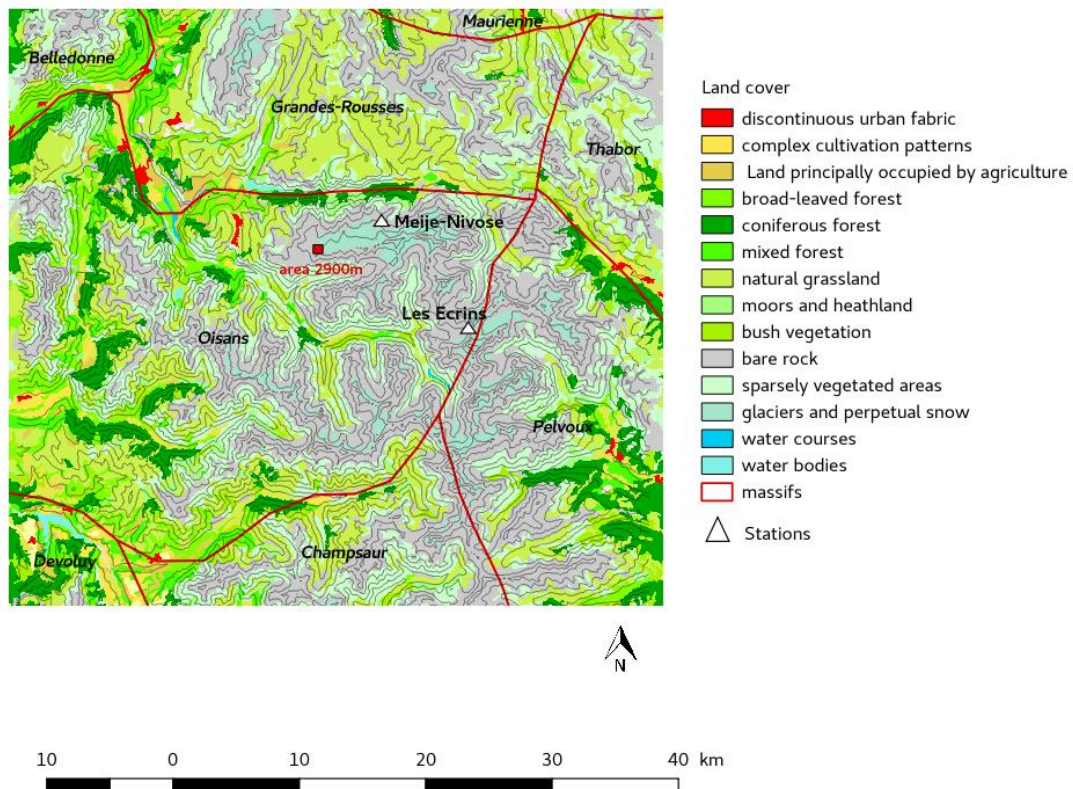 Maurienne
Belledonne
Grandes-Rousses
Thabor
Meije-Nivose
area 2900m
Les Ecrins
Oisans
Pelvoux
Champsaur
Devoluy
Land cover
discontinuous urban fabric
complex cultivation patterns
Land principally occupied by agriculture
broad-leaved forest
coniferous forest
mixed forest
natural grassland
moors and heathland
bush vegetation
bare rock
sparsely vegetated areas
glaciers and perpetual snow
water courses
water bodies
massifs
Stations
N
10 0 10 20 30 40 km